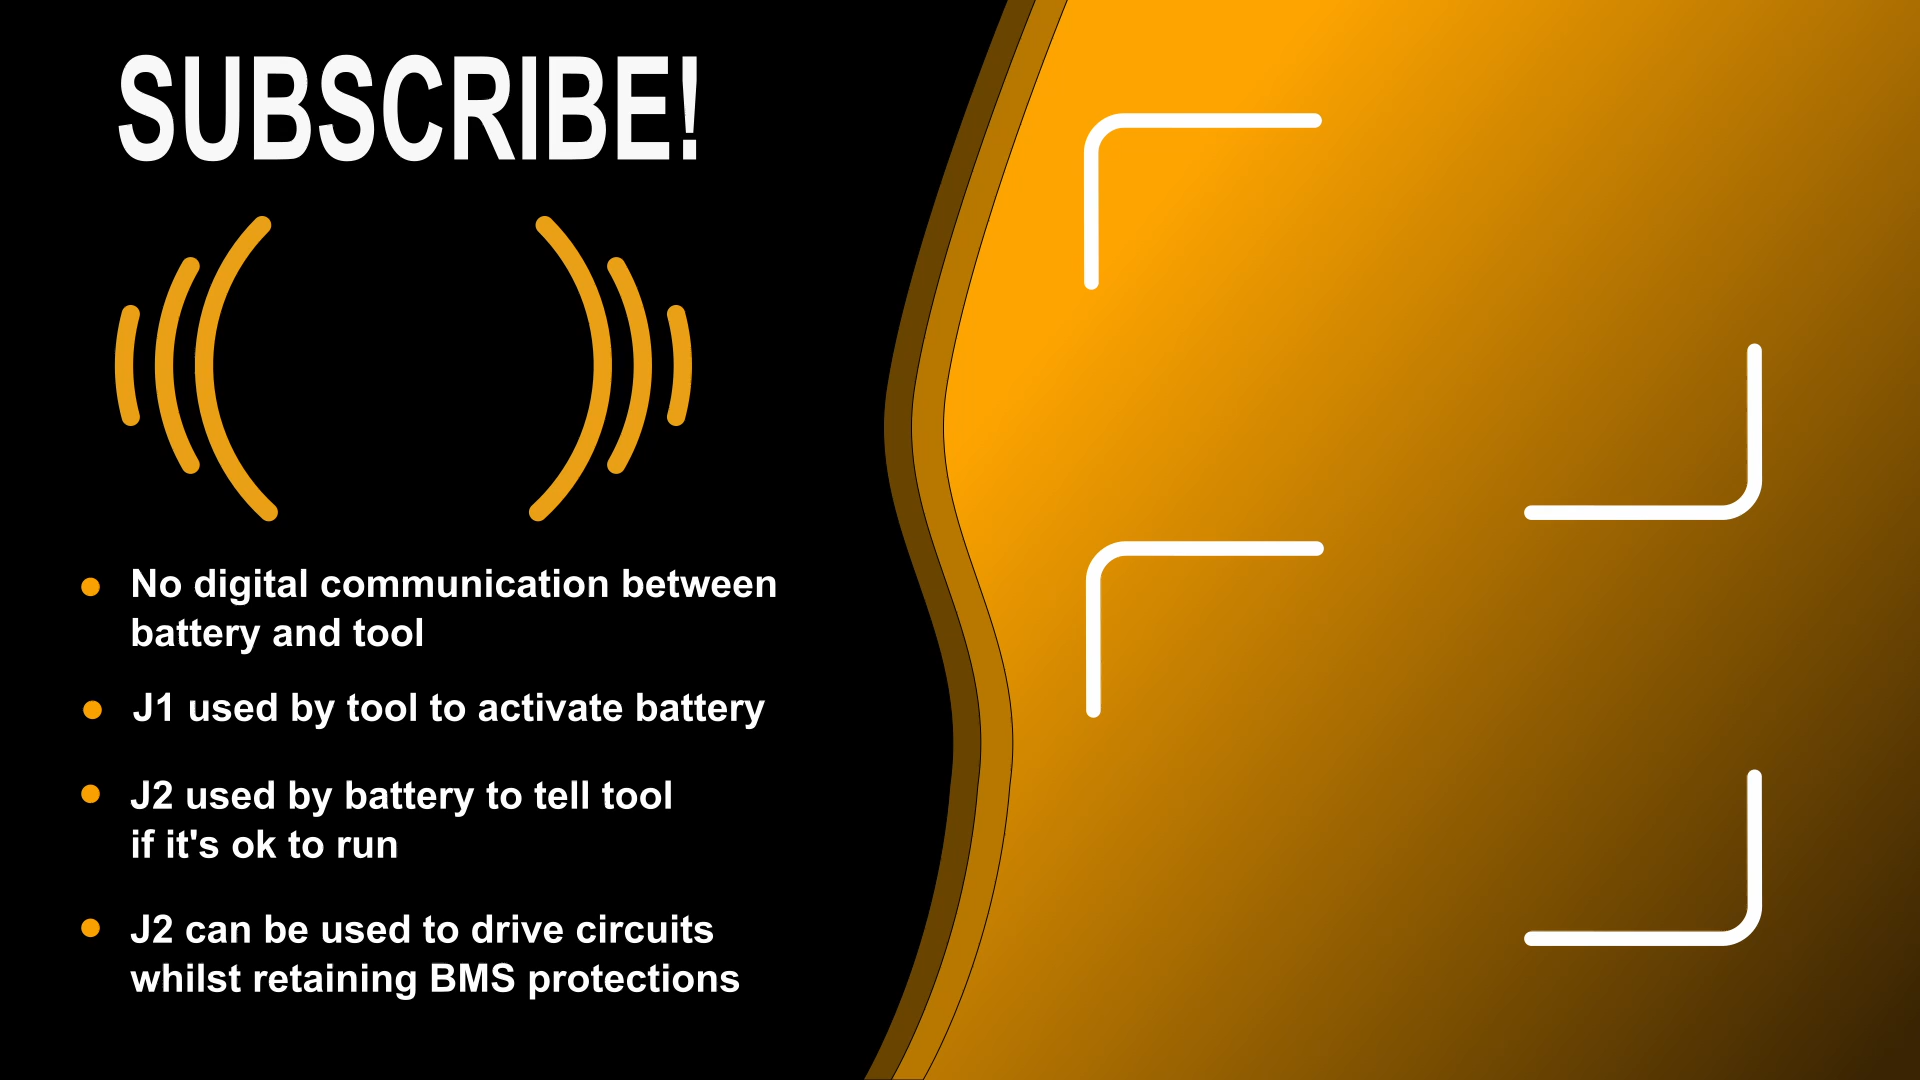 SUBSCRIBE!
No digital communication between
battery and tool
J1 used by tool to activate battery
J2 used by battery to tell tool
if it's ok to run
J2 can be used to drive circuits
whilst retaining BMS protections